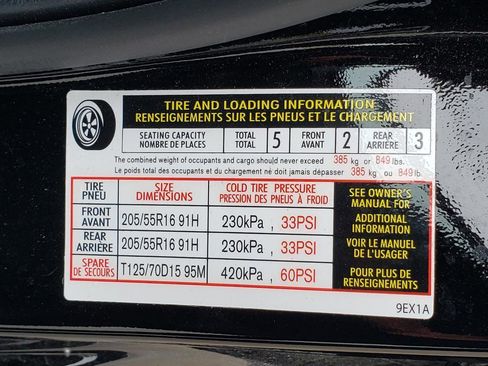 TIRE AND LOADING INFORMATION
RENSEIGNEMENTS SUR LES PNEUS ET LE CHARGEMENT
SEATING CAPACITY TOTAL 5 FRONT 2 REAR 3
NOMBRE DE PLACES TOTAL AVANT ARRIÈRE
The combined weight of occupants and cargo should never exceed 385 kg or 849 lbs.
Le poids total des occupants et du chargement né doit jamais dépasser 385 kg or 849 lb.
TIRE SIZE COLD TIRE PRESSURE
PNEU DIMENSIONS PRESSION DES PNEUS À FROID
FRONT
AVANT 205/55R16 91H 230kPa , 33PSI
REAR
ARRIÈRE 205/55R16 91H 230kPa , 33PSI
SPARE
DE SECOURS T125/70D15 95M 420kPa , 60PSI
SEE OWNER'S
MANUAL FOR
ADDITIONAL
INFORMATION
VOIR LE MANUEL
DE L'USAGER
POUR PLUS DE
RENSEIGNEMENTS
9EX1A